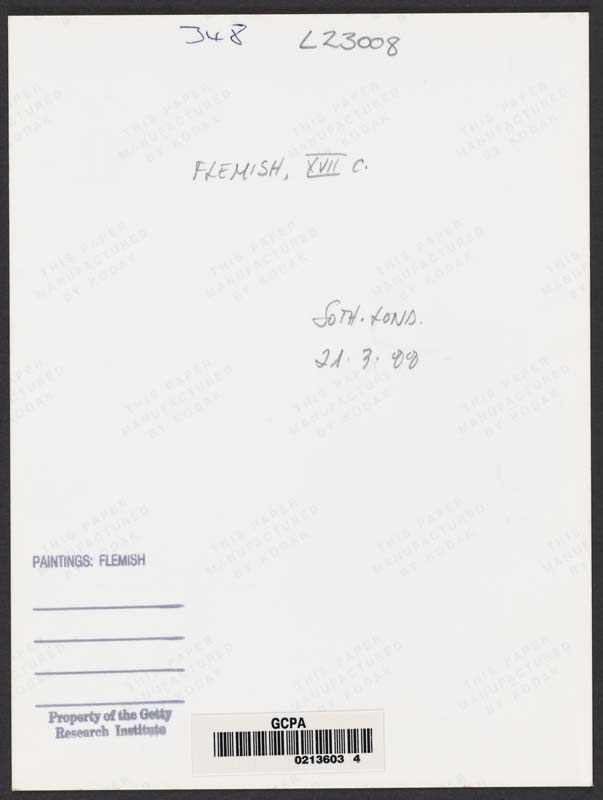 348 L23008
FLEMISH, XVII C.
SOTH. LOND.
21.3.88
PAINTINGS: FLEMISH
Property of the Getty
Research Institute
GCPA
0213603 4
THIS PAPER
MANUFACTURED
BY KODAK